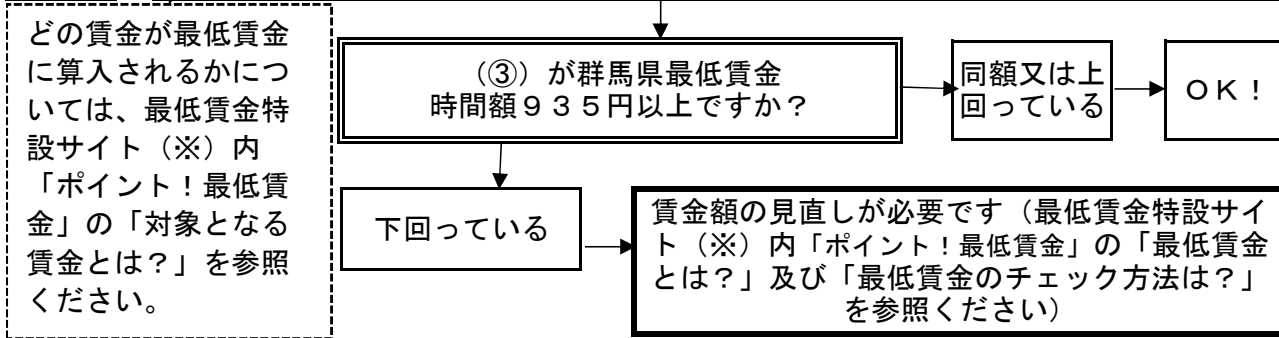 どの賃金が最低賃金
に算入されるかにつ
いては、最低賃金特
設サイト（※）内
「ポイント！最低賃
金」の「対象となる
賃金とは？」を参照
ください。
（③）が群馬県最低賃金
時間額９３５円以上ですか？
同額又は上
回っている
ＯＫ！
下回っている
賃金額の見直しが必要です（最低賃金特設サイ
ト（※）内「ポイント！最低賃金」の「最低賃金
とは？」及び「最低賃金のチェック方法は？」
を参照ください）